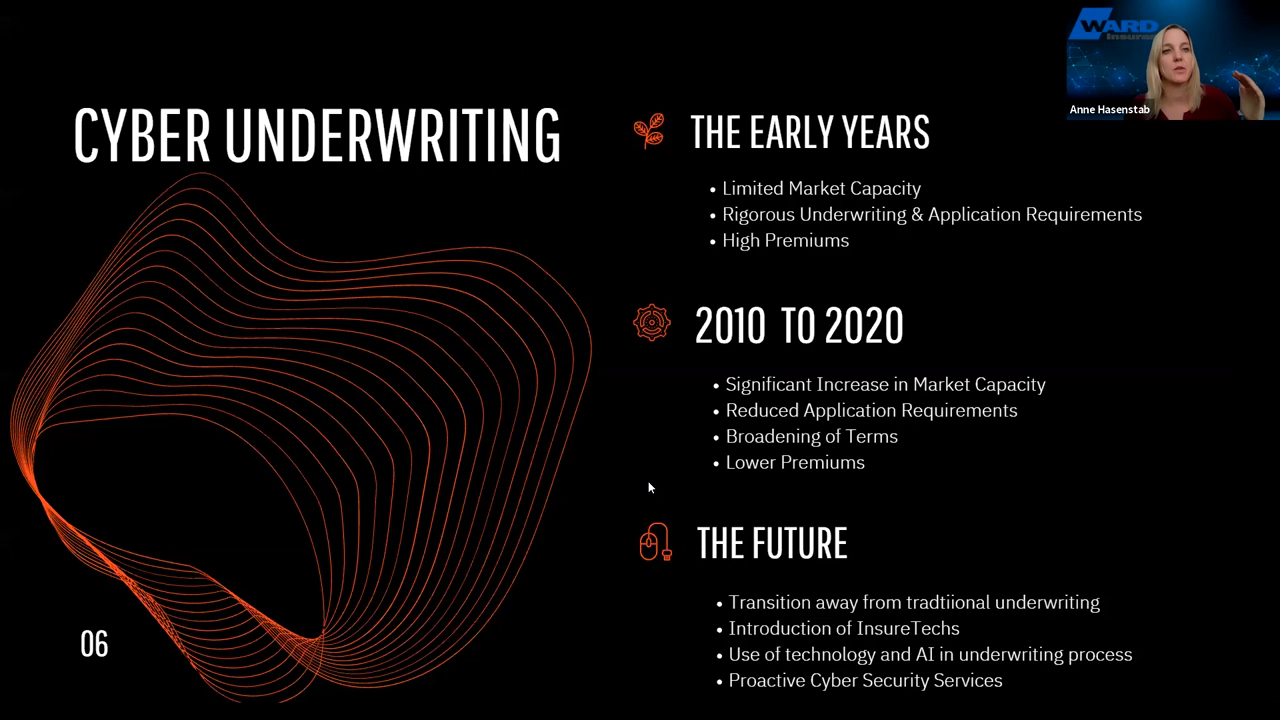 WARD
Insura
Anne Hasenstab
CYBER UNDERWRITING
THE EARLY YEARS
• Limited Market Capacity
• Rigorous Underwriting & Application Requirements
• High Premiums
2010 TO 2020
• Significant Increase in Market Capacity
• Reduced Application Requirements
• Broadening of Terms
• Lower Premiums
THE FUTURE
• Transition away from tradtiional underwriting
• Introduction of InsureTechs
• Use of technology and AI in underwriting process
• Proactive Cyber Security Services
06